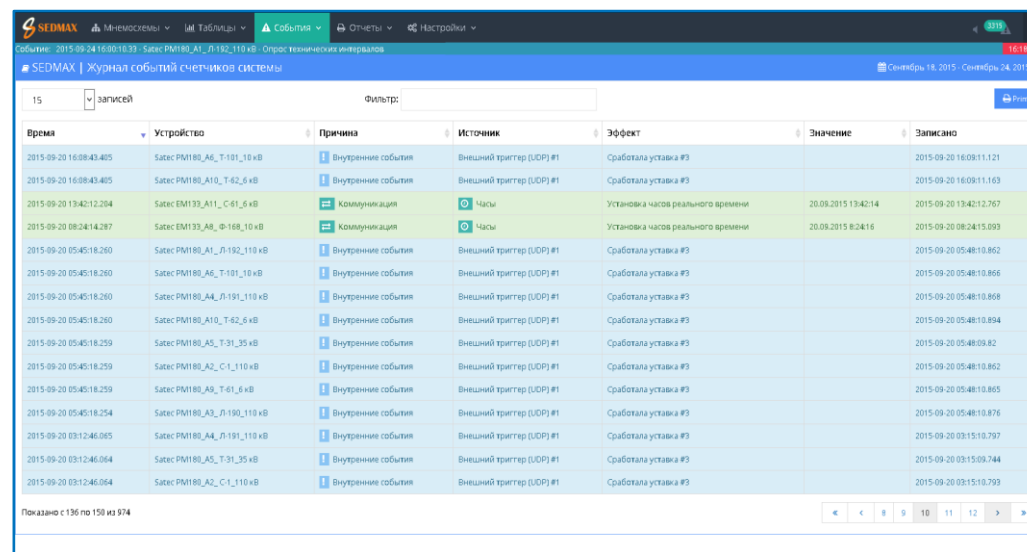 SEDMAX Мнемосхемы Таблицы События Отчеты Настройки 3315
Событие: 2015-09-24 16:00:10.33 - Satec PM180_A1_ Л-192_110 кВ - Опрос технических интервалов 16:18
SEDMAX | Журнал событий счетчиков системы Сентябрь 18, 2015 - Сентябрь 24, 2015
15 записей Фильтр: Print
Время Устройство Причина Источник Эффект Значение Записано
2015-09-20 16:08:43.405 Satec PM180_A6_ T-101_10 кВ Внутренние события Внешний триггер (UDP) #1 Сработала уставка #3 2015-09-20 16:09:11.121
2015-09-20 16:08:43.405 Satec PM180_A10_ T-62_6 кВ Внутренние события Внешний триггер (UDP) #1 Сработала уставка #3 2015-09-20 16:09:11.163
2015-09-20 13:42:12.204 Satec EM133_A11_ C-61_6 кВ Коммуникация Часы Установка часов реального времени 20.09.2015 13:42:14 2015-09-20 13:42:12.767
2015-09-20 08:24:14.287 Satec EM133_A8_ Ф-168_10 кВ Коммуникация Часы Установка часов реального времени 20.09.2015 8:24:16 2015-09-20 08:24:15.093
2015-09-20 05:45:18.260 Satec PM180_A1_ Л-192_110 кВ Внутренние события Внешний триггер (UDP) #1 Сработала уставка #3 2015-09-20 05:48:10.862
2015-09-20 05:45:18.260 Satec PM180_A6_ T-101_10 кВ Внутренние события Внешний триггер (UDP) #1 Сработала уставка #3 2015-09-20 05:48:10.866
2015-09-20 05:45:18.260 Satec PM180_A4_ Л-191_110 кВ Внутренние события Внешний триггер (UDP) #1 Сработала уставка #3 2015-09-20 05:48:10.868
2015-09-20 05:45:18.260 Satec PM180_A10_ T-62_6 кВ Внутренние события Внешний триггер (UDP) #1 Сработала уставка #3 2015-09-20 05:48:10.894
2015-09-20 05:45:18.259 Satec PM180_A5_ T-31_35 кВ Внутренние события Внешний триггер (UDP) #1 Сработала уставка #3 2015-09-20 05:48:09.82
2015-09-20 05:45:18.259 Satec PM180_A2_ C-1_110 кВ Внутренние события Внешний триггер (UDP) #1 Сработала уставка #3 2015-09-20 05:48:10.862
2015-09-20 05:45:18.259 Satec PM180_A9_ T-61_6 кВ Внутренние события Внешний триггер (UDP) #1 Сработала уставка #3 2015-09-20 05:48:10.865
2015-09-20 05:45:18.254 Satec PM180_A3_ Л-190_110 кВ Внутренние события Внешний триггер (UDP) #1 Сработала уставка #3 2015-09-20 05:48:10.876
2015-09-20 03:12:46.065 Satec PM180_A4_ Л-191_110 кВ Внутренние события Внешний триггер (UDP) #1 Сработала уставка #3 2015-09-20 03:15:10.797
2015-09-20 03:12:46.064 Satec PM180_A5_ T-31_35 кВ Внутренние события Внешний триггер (UDP) #1 Сработала уставка #3 2015-09-20 03:15:09.744
2015-09-20 03:12:46.064 Satec PM180_A2_ C-1_110 кВ Внутренние события Внешний триггер (UDP) #1 Сработала уставка #3 2015-09-20 03:15:10.793
Показано с 136 по 150 из 974 « ‹ 8 9 10 11 12 › »